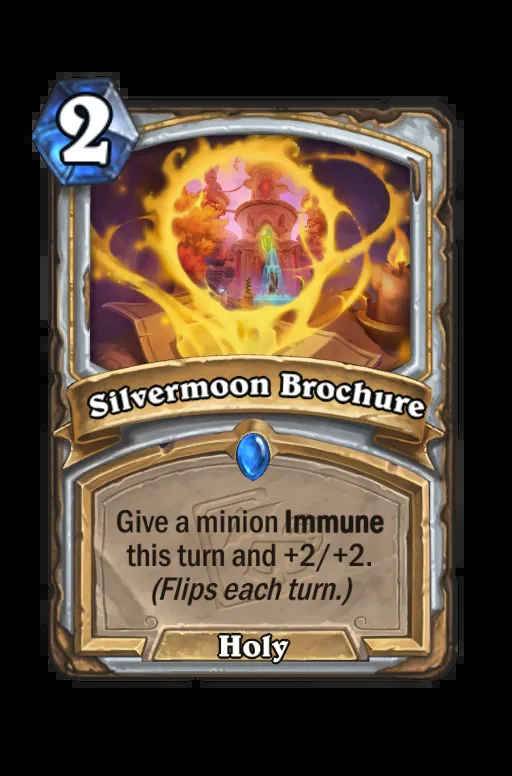 2
Silvermoon Brochure
Give a minion Immune
this turn and +2/+2.
(Flips each turn.)
Holy